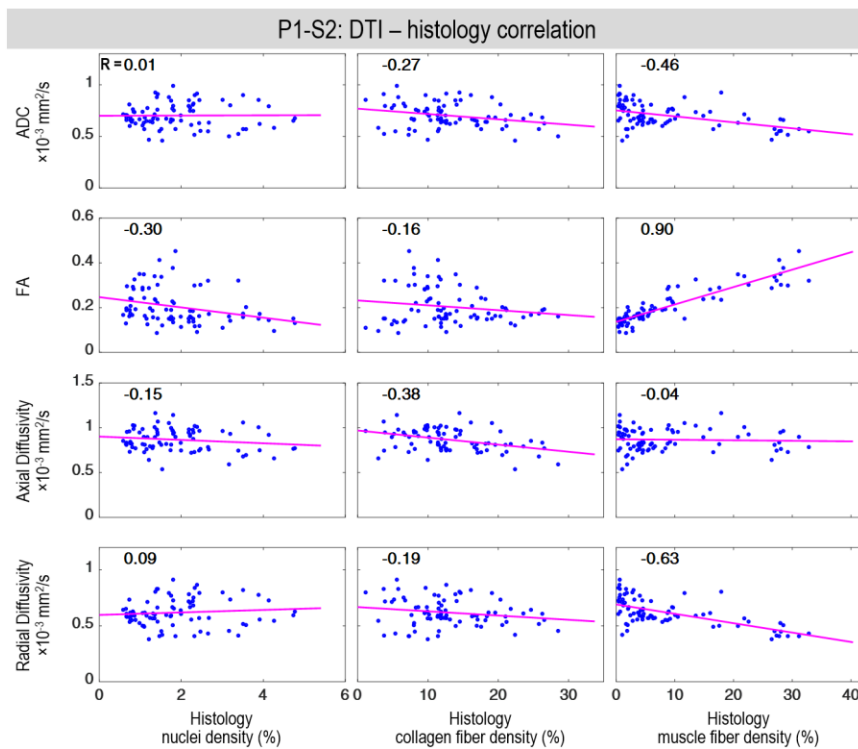 P1-S2: DTI – histology correlation
R = 0.01
-0.27
-0.46
1
0.5
0
ADC
×10⁻³ mm²/s
-0.30
-0.16
0.90
0.6
0.4
0.2
0
FA
-0.15
-0.38
-0.04
1.5
1
0.5
0
Axial Diffusivity
×10⁻³ mm²/s
0.09
-0.19
-0.63
1
0.5
0
Radial Diffusivity
×10⁻³ mm²/s
0 2 4 6
0 10 20 30
0 10 20 30 40
Histology
nuclei density (%)
Histology
collagen fiber density (%)
Histology
muscle fiber density (%)